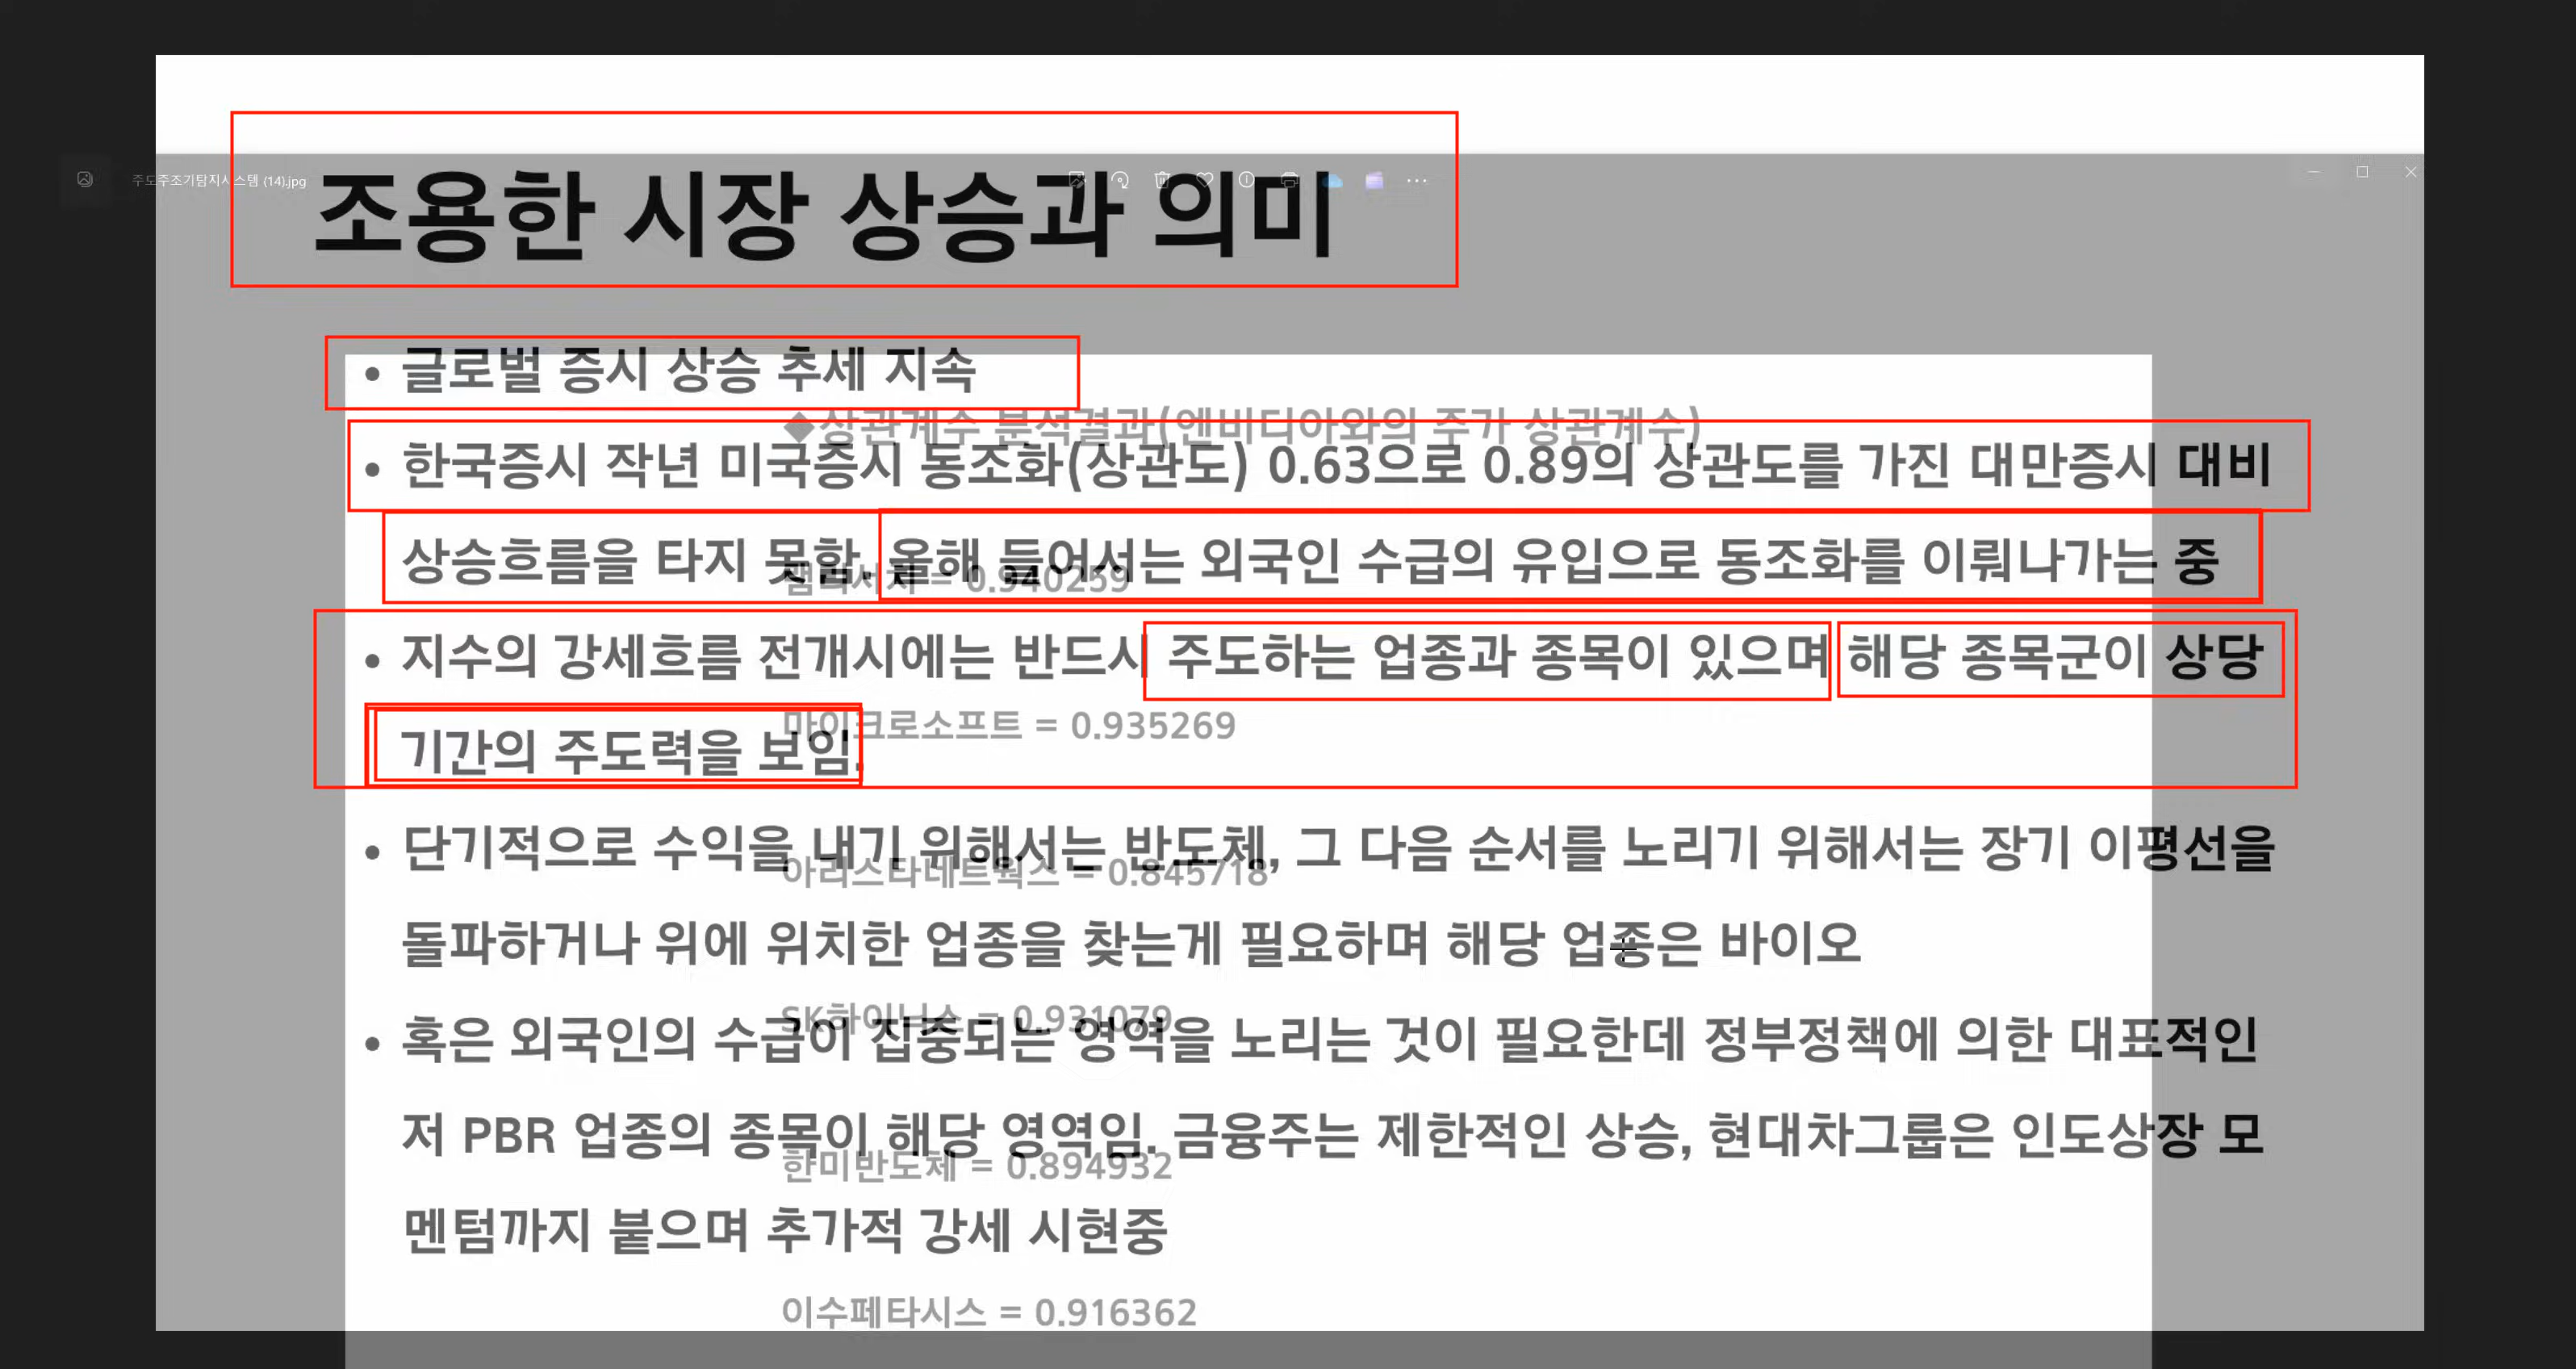 주도주조기탐지시스템 (14).jpg
조용한 시장 상승과 의미
• 글로벌 증시 상승 추세 지속
◆상관계수 분석결과(엔비디아와의 주가 상관계수)
• 한국증시 작년 미국증시 동조화(상관도) 0.63으로 0.89의 상관도를 가진 대만증시 대비
상승흐름을 타지 못함. 올해 들어서는 외국인 수급의 유입으로 동조화를 이뤄나가는 중
= 0.940259
• 지수의 강세흐름 전개시에는 반드시 주도하는 업종과 종목이 있으며 해당 종목군이 상당
마이크로소프트 = 0.935269
기간의 주도력을 보임.
• 단기적으로 수익을 내기 위해서는 반도체, 그 다음 순서를 노리기 위해서는 장기 이평선을
아리스타네트웍스 = 0.845718
돌파하거나 위에 위치한 업종을 찾는게 필요하며 해당 업종은 바이오
SK하이닉스 = 0.931079
• 혹은 외국인의 수급이 집중되는 영역을 노리는 것이 필요한데 정부정책에 의한 대표적인
저 PBR 업종의 종목이 해당 영역임. 금융주는 제한적인 상승, 현대차그룹은 인도상장 모
한미반도체 = 0.894932
멘텀까지 붙으며 추가적 강세 시현중
이수페타시스 = 0.916362